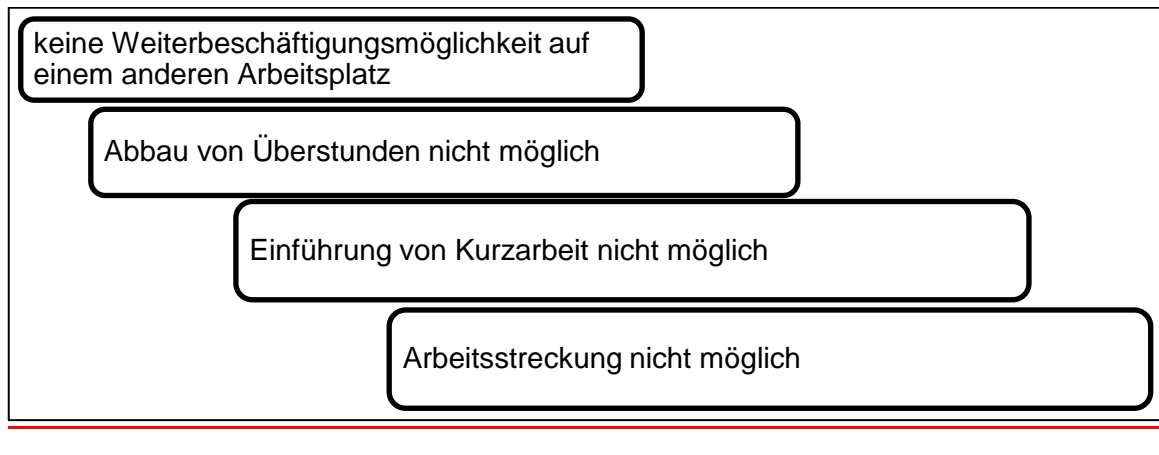 keine Weiterbeschäftigungsmöglichkeit auf
einem anderen Arbeitsplatz
Abbau von Überstunden nicht möglich
Einführung von Kurzarbeit nicht möglich
Arbeitsstreckung nicht möglich